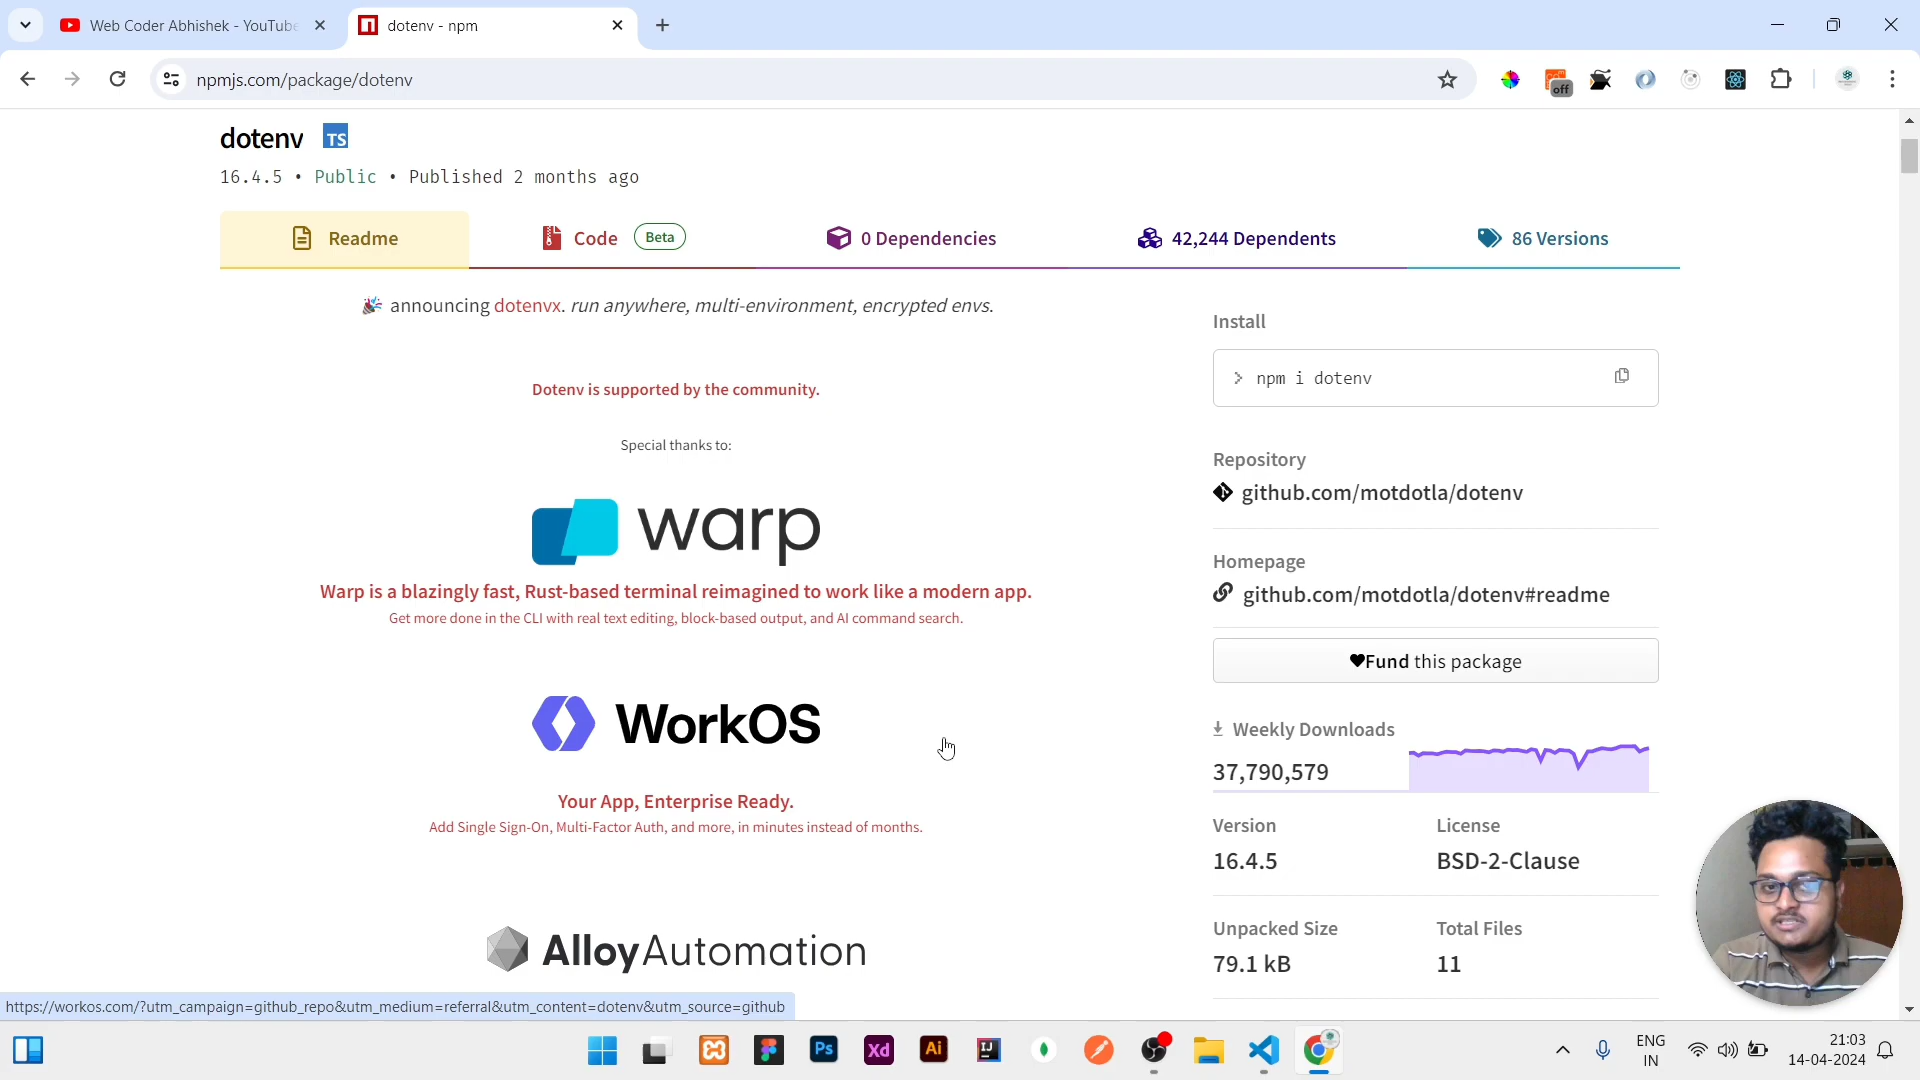 Web Coder Abhishek - YouTube
dotenv - npm
npmjs.com/package/dotenv
off
dotenv TS
16.4.5 • Public • Published 2 months ago
Readme
Code Beta
0 Dependencies
42,244 Dependents
86 Versions
🎉 announcing dotenvx. run anywhere, multi-environment, encrypted envs.
Dotenv is supported by the community.
Special thanks to:
warp
Warp is a blazingly fast, Rust-based terminal reimagined to work like a modern app.
Get more done in the CLI with real text editing, block-based output, and AI command search.
WorkOS
Your App, Enterprise Ready.
Add Single Sign-On, Multi-Factor Auth, and more, in minutes instead of months.
AlloyAutomation
Install
> npm i dotenv
Repository
github.com/motdotla/dotenv
Homepage
github.com/motdotla/dotenv#readme
♥Fund this package
Weekly Downloads
37,790,579
Version
16.4.5
License
BSD-2-Clause
Unpacked Size
79.1 kB
Total Files
11
https://workos.com/?utm_campaign=github_repo&utm_medium=referral&utm_content=dotenv&utm_source=github
Ps
Xd
Ai
IJ
ENG
IN
21:03
14-04-2024